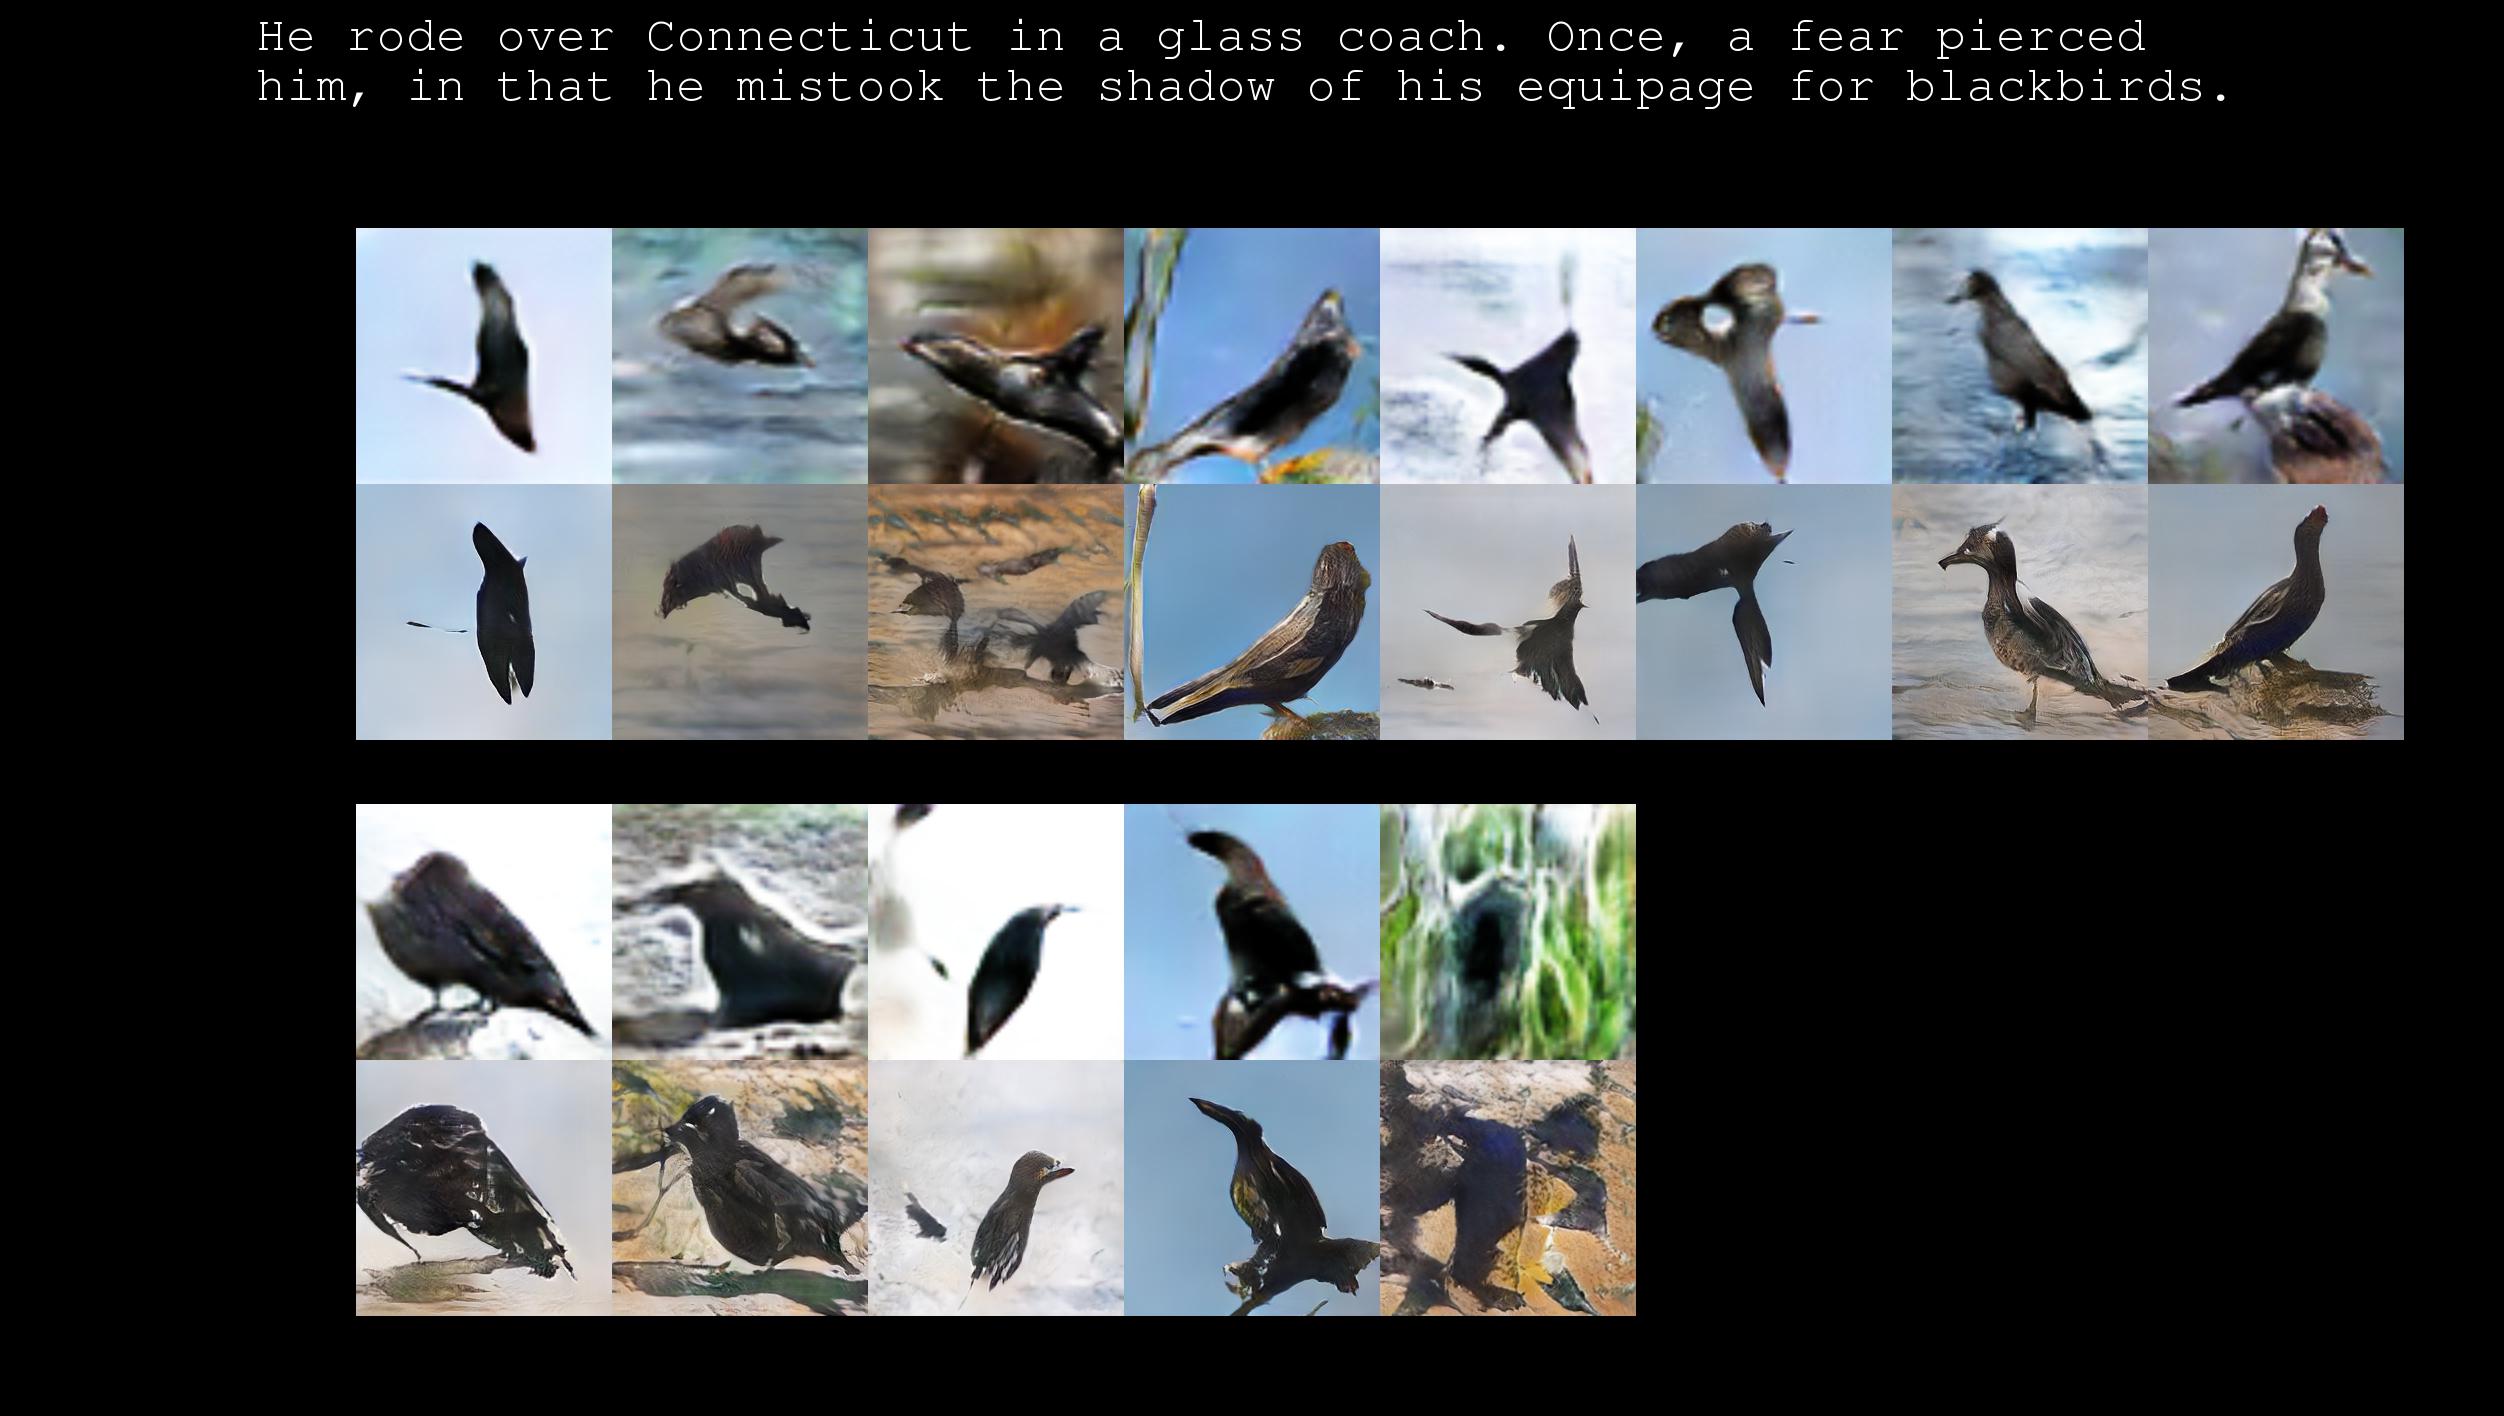 He rode over Connecticut in a glass coach. Once, a fear pierced
him, in that he mistook the shadow of his equipage for blackbirds.